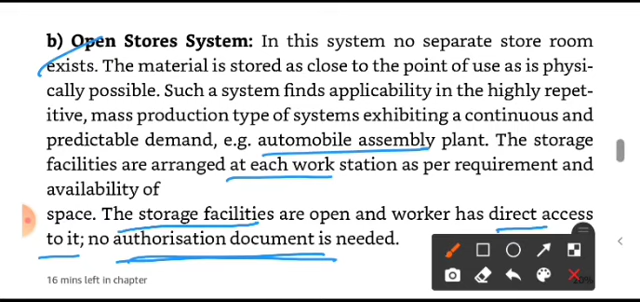 b) Open Stores System: In this system no separate store room
exists. The material is stored as close to the point of use as is physi-
cally possible. Such a system finds applicability in the highly repet-
itive, mass production type of systems exhibiting a continuous and
predictable demand, e.g. automobile assembly plant. The storage
facilities are arranged at each work station as per requirement and
availability of
space. The storage facilities are open and worker has direct access
to it; no authorisation document is needed.
16 mins left in chapter